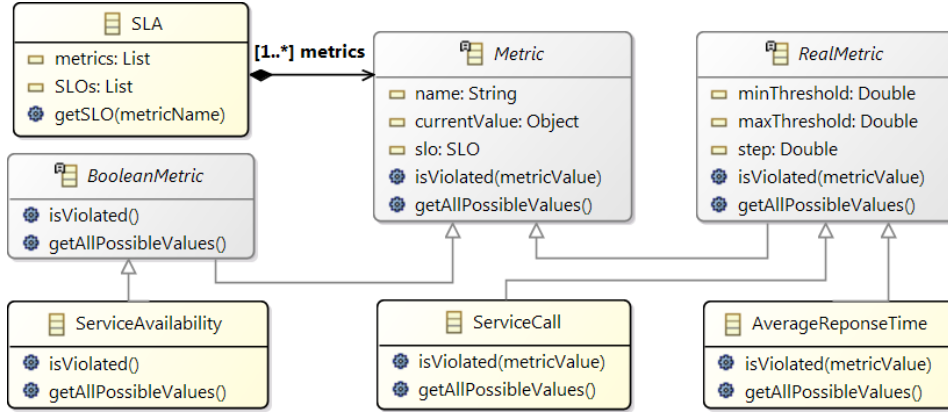 SLA
metrics: List
SLOs: List
getSLO(metricName)
[1..*] metrics
Metric
name: String
currentValue: Object
slo: SLO
isViolated(metricValue)
getAllPossibleValues()
RealMetric
minThreshold: Double
maxThreshold: Double
step: Double
isViolated(metricValue)
getAllPossibleValues()
BooleanMetric
isViolated()
getAllPossibleValues()
ServiceAvailability
isViolated()
getAllPossibleValues()
ServiceCall
isViolated(metricValue)
getAllPossibleValues()
AverageReponseTime
isViolated(metricValue)
getAllPossibleValues()